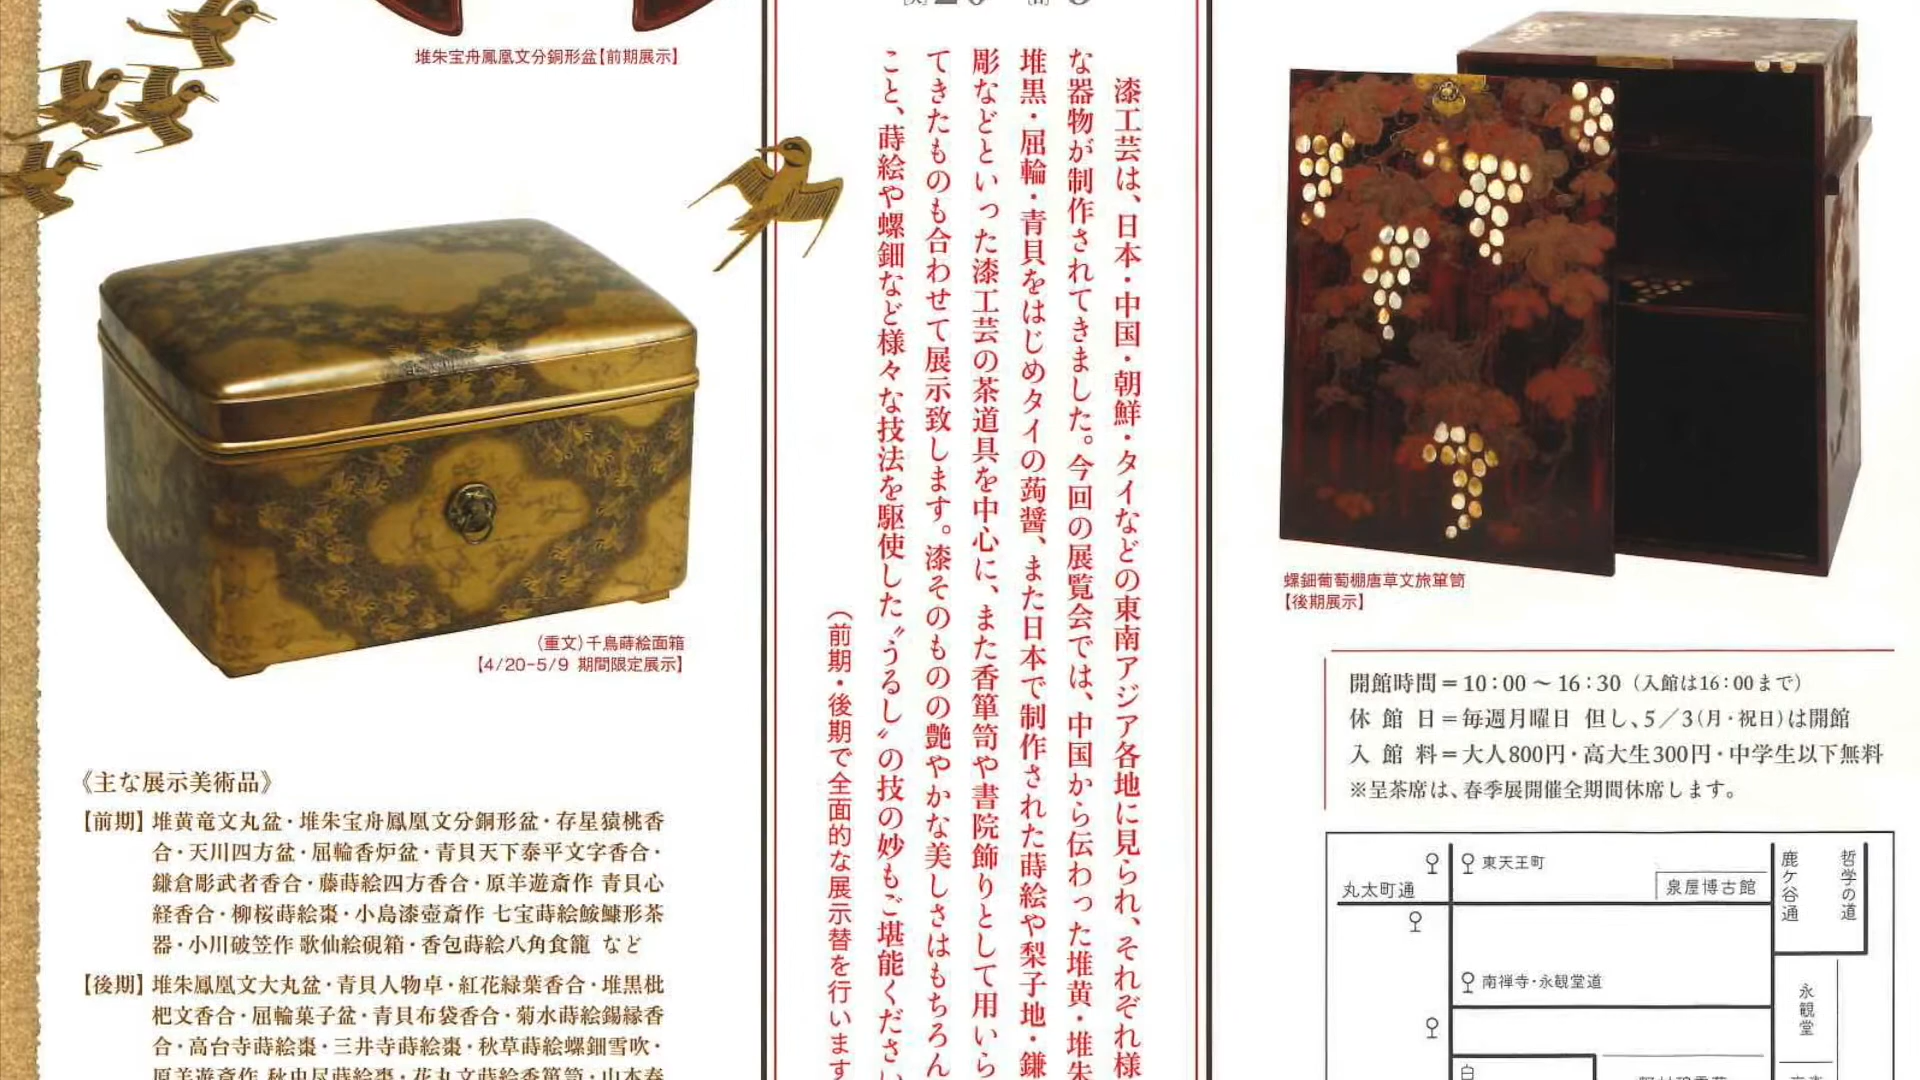 堆朱宝舟鳳凰文分銅形盆【前期展示】
漆工芸は、日本・中国・朝鮮・タイなどの東南アジア各地に見られ、それぞれ様
な器物が制作されてきました。今回の展覧会では、中国から伝わった堆黄・堆朱
堆黒・屈輪・青貝をはじめタイの蒟醤、また日本で制作された蒔絵や梨子地・鎌
彫などといった漆工芸の茶道具を中心に、また香箪笥や書院飾りとして用いら
てきたものも合わせて展示致します。漆そのものの艶やかな美しさはもちろん
こと、蒔絵や螺鈿など様々な技法を駆使した〝うるし〟の技の妙もご堪能ください
(前期・後期で全面的な展示替を行います
(重文)千鳥蒔絵面箱
【4/20-5/9 期間限定展示】
《主な展示美術品》
【前期】堆黄竜文丸盆・堆朱宝舟鳳凰文分銅形盆・存星猿桃香
合・天川四方盆・屈輪香炉盆・青貝天下泰平文字香合・
鎌倉彫武者香合・藤蒔絵四方香合・原羊遊斎作 青貝心
経香合・柳桜蒔絵棗・小島漆壺斎作 七宝蒔絵鮟鱇形茶
器・小川破笠作 歌仙絵硯箱・香包蒔絵八角食籠 など
【後期】堆朱鳳凰文大丸盆・青貝人物卓・紅花緑葉香合・堆黒枇
杷文香合・屈輪菓子盆・青貝布袋香合・菊水蒔絵錫縁香
合・高台寺蒔絵棗・三井寺蒔絵棗・秋草蒔絵螺鈿雪吹・
螺鈿葡萄棚唐草文旅箪笥
【後期展示】
開館時間＝10：00～16：30（入館は16：00まで）
休館日＝毎週月曜日 但し、5／3（月・祝日）は開館
入館料＝大人800円・高大生300円・中学生以下無料
※呈茶席は、春季展開催全期間休席します。
東天王町
丸太町通
泉屋博古館
鹿ケ谷通
哲学の道
南禅寺・永観堂道
永観堂
白